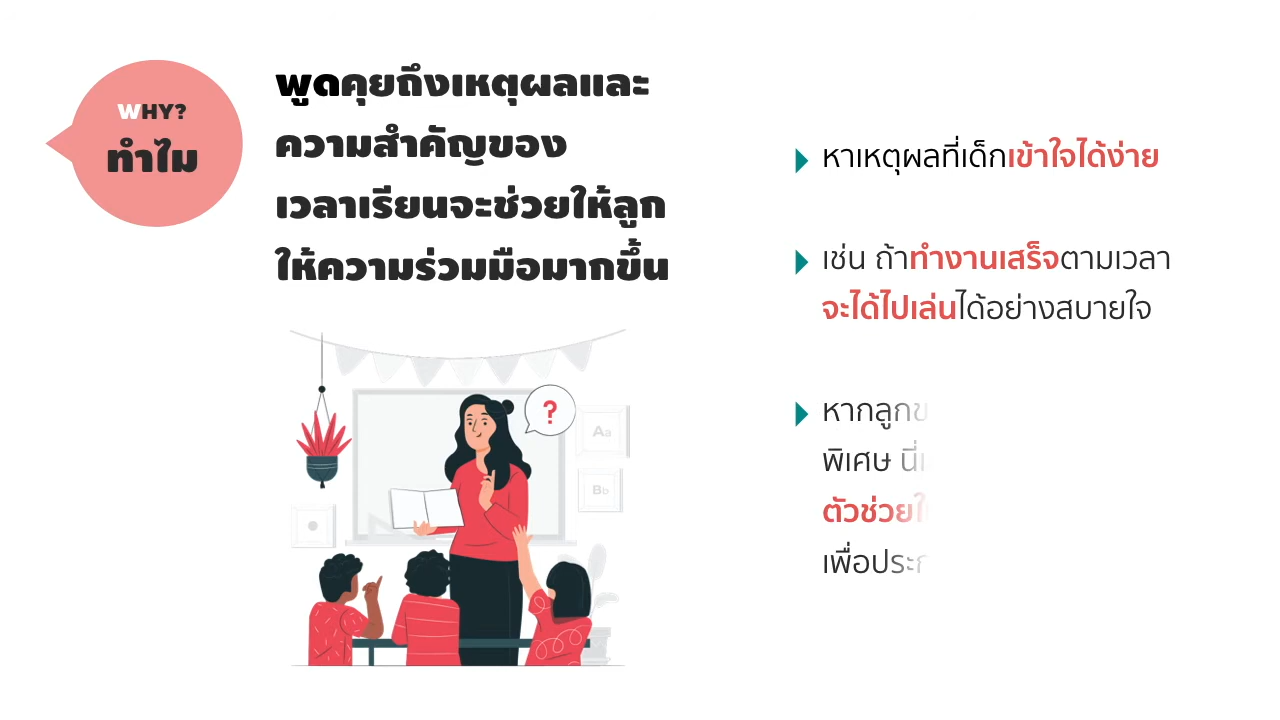 WHY?
ทำไม
พูดคุยถึงเหตุผลและ
ความสำคัญของ
เวลาเรียนจะช่วยให้ลูก
ให้ความร่วมมือมากขึ้น
หาเหตุผลที่เด็กเข้าใจได้ง่าย
เช่น ถ้าทำงานเสร็จตามเวลา
จะได้ไปเล่นได้อย่างสบายใจ
หากลูก
พิเศษ
ตัวช่วย
?
Aa
Bb